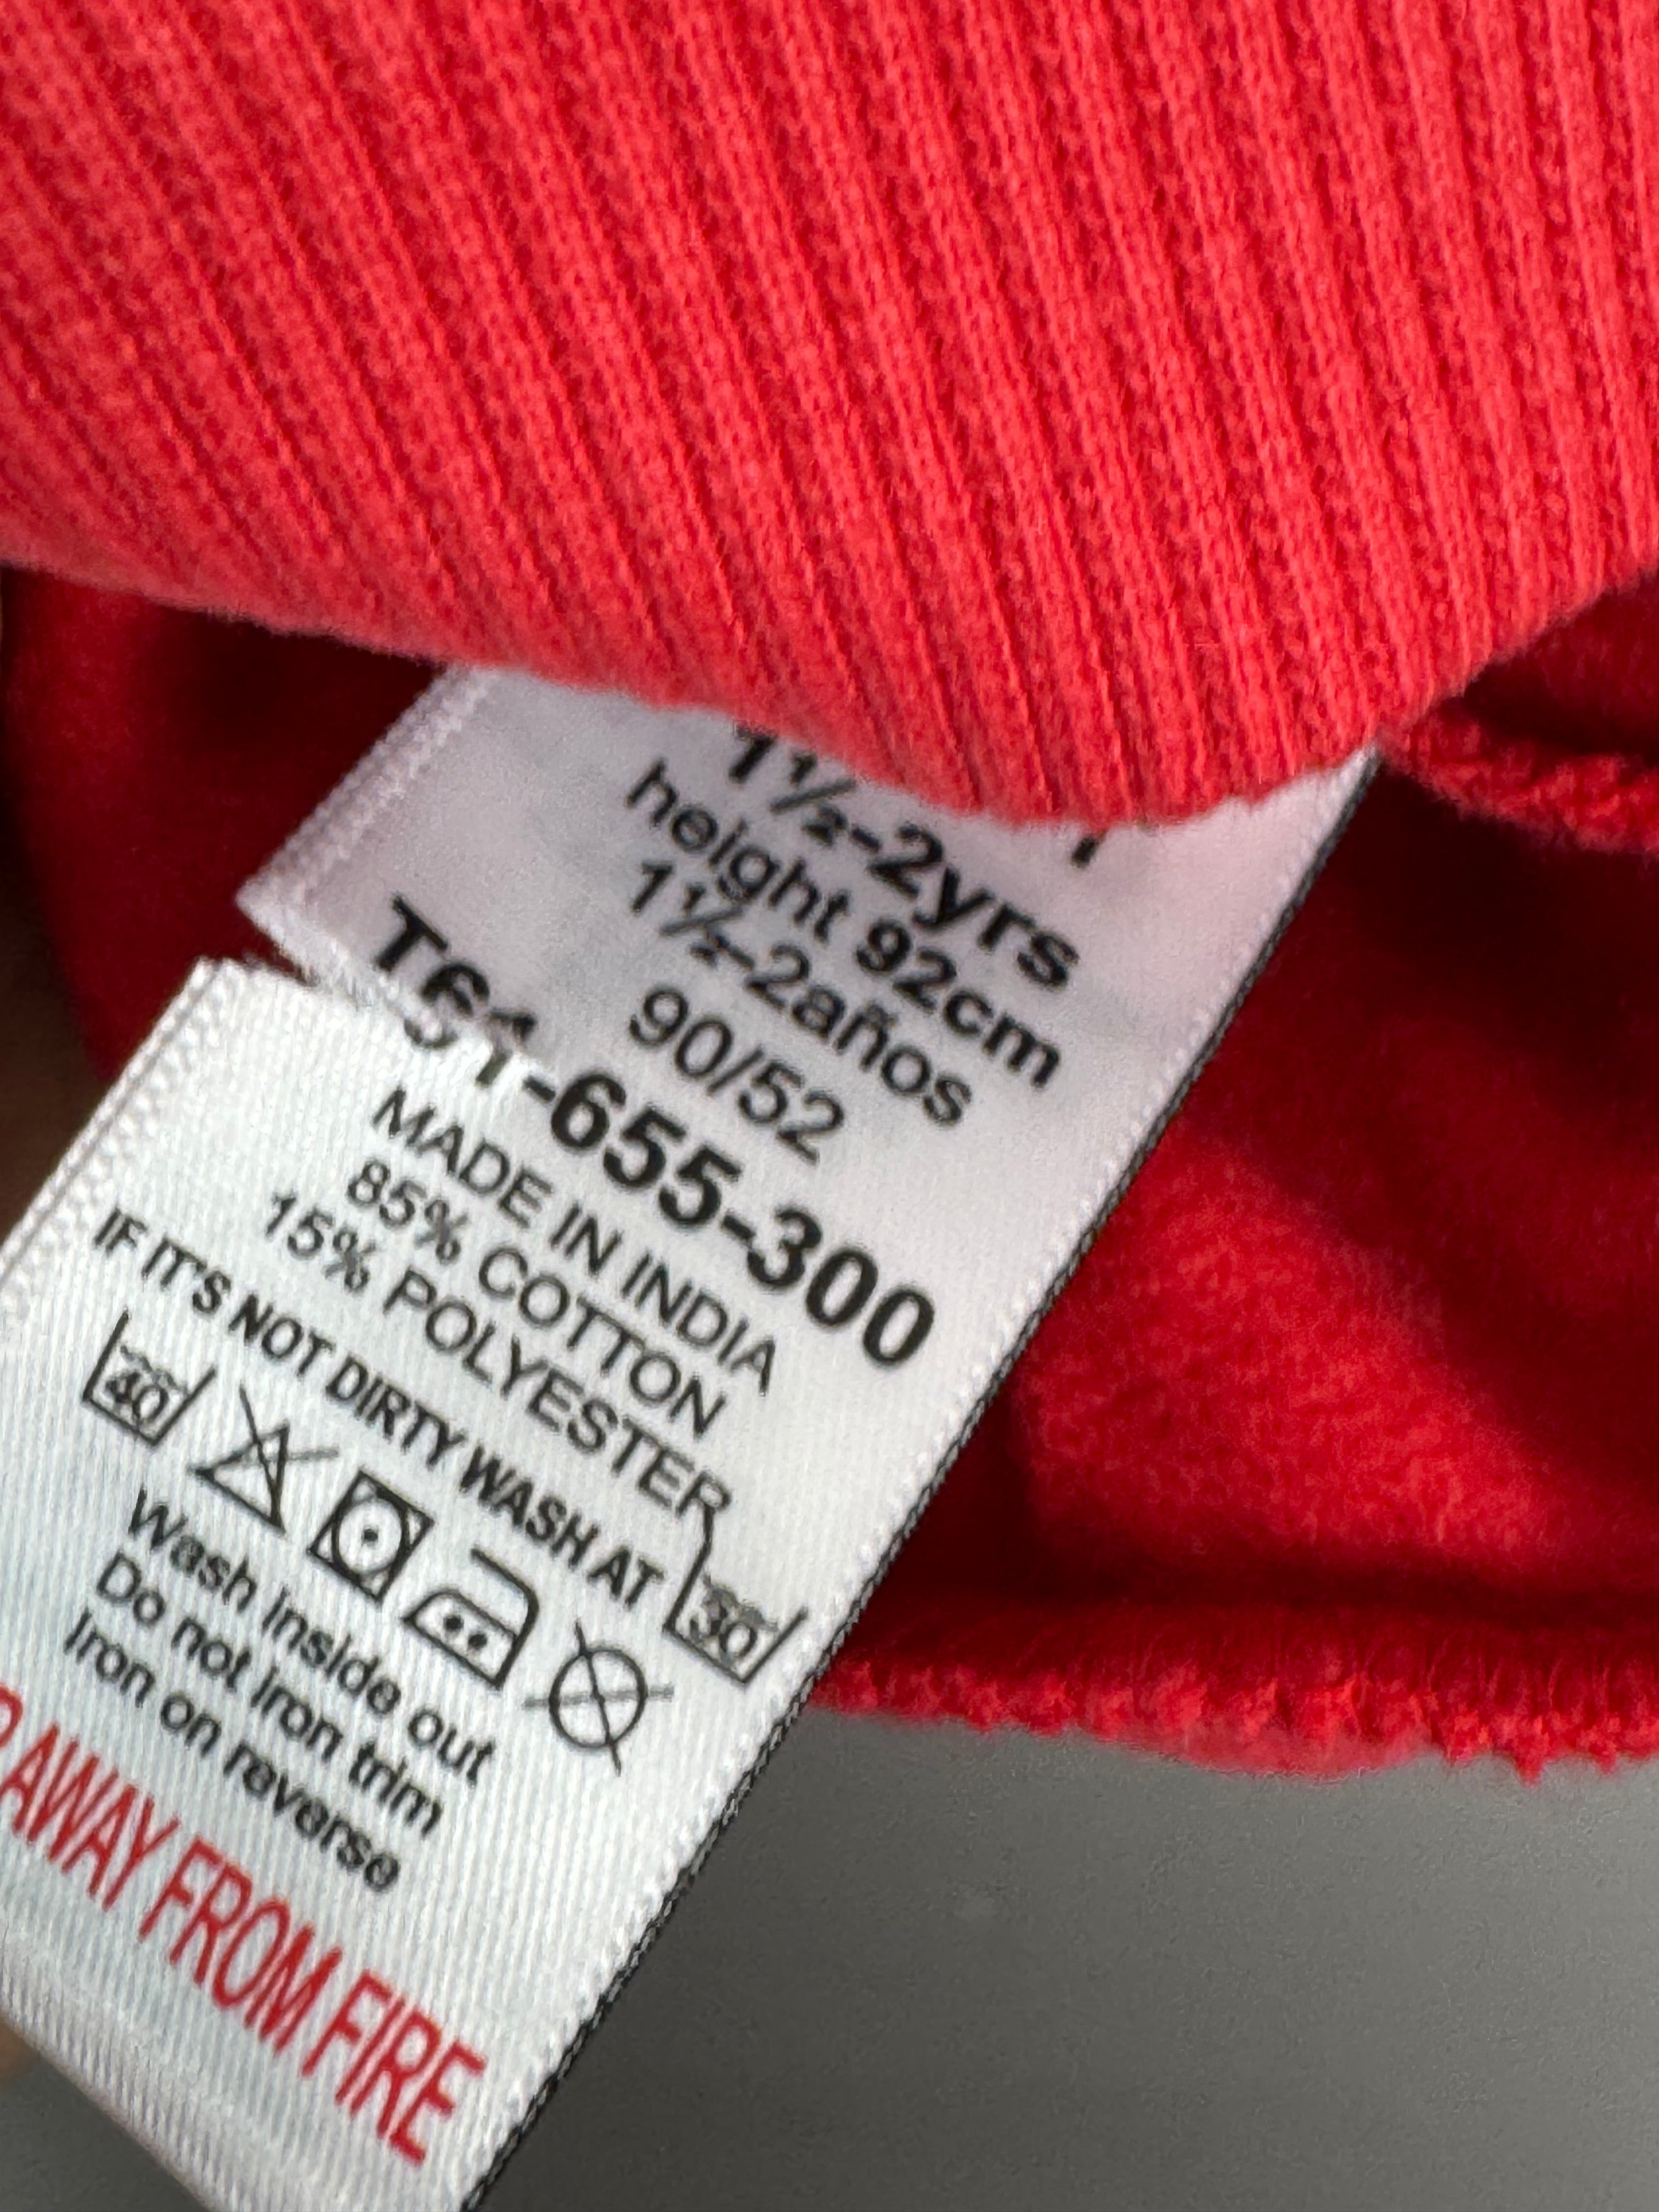 1½-2yrs
height 92cm
1½-2años
90/52
T61-655-300
MADE IN INDIA
85% COTTON
15% POLYESTER
IF IT'S NOT DIRTY WASH AT 30
40
Wash inside out
Do not iron trim
Iron on reverse
AWAY FROM FIRE